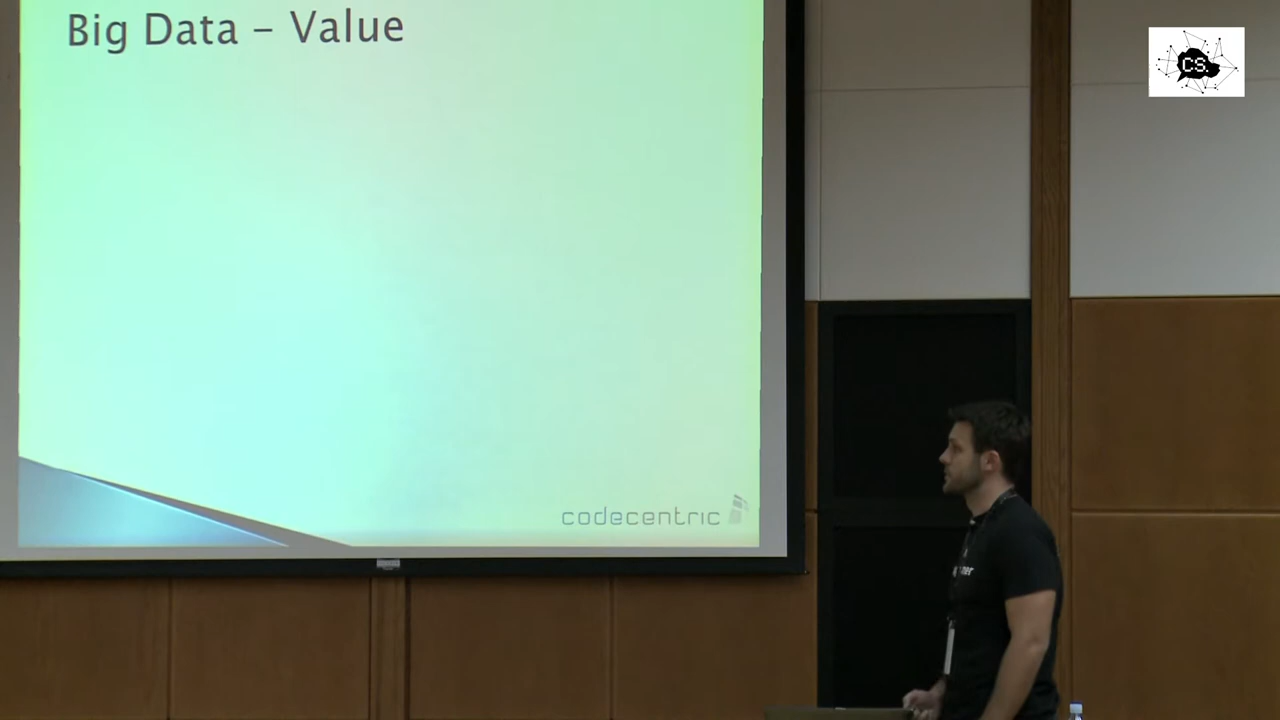 Big Data – Value
CS.
codecentric